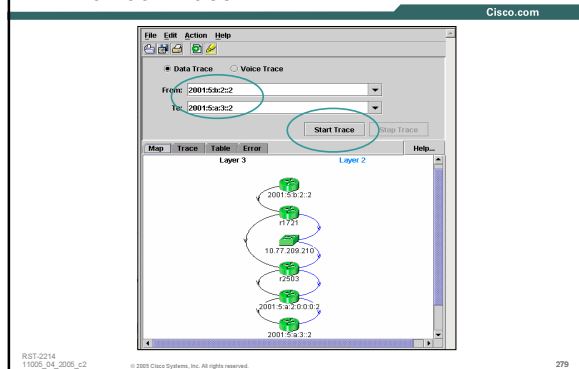 Cisco.com
File Edit Action Help
Data Trace Voice Trace
From: 2001:5:b:2::2
To: 2001:5:a:3::2
Start Trace Stop Trace
Map Trace Table Error Help...
Layer 3 Layer 2
2001:5:b:2::2
r1721
10.77.209.210
r2503
2001:5:a:2:0:0:0:2
2001:5:a:3::2
RST-2214
11005_04_2005_c2
© 2005 Cisco Systems, Inc. All rights reserved.
279